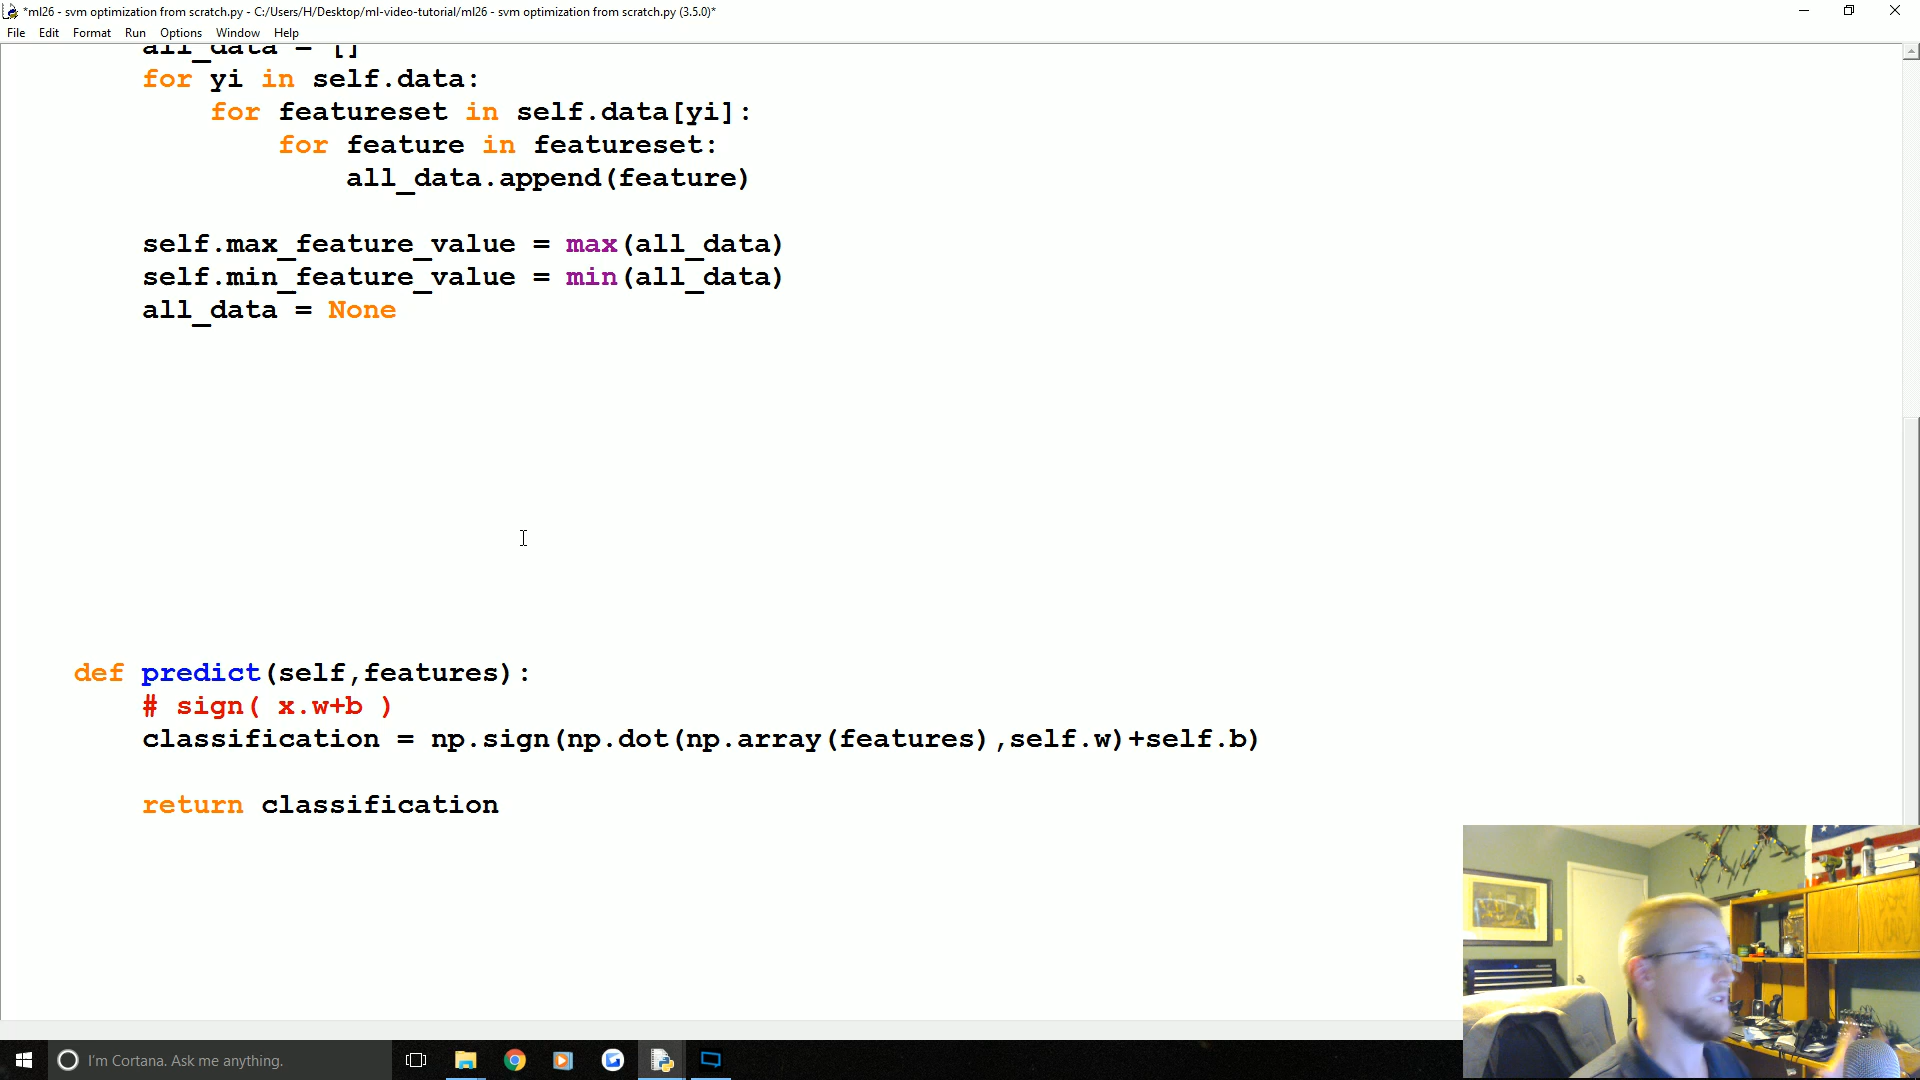 *ml26 - svm optimization from scratch.py - C:/Users/H/Desktop/ml-video-tutorial/ml26 - svm optimization from scratch.py (3.5.0)*
File Edit Format Run Options Window Help
all_data = []
for yi in self.data:
for featureset in self.data[yi]:
for feature in featureset:
all_data.append(feature)
self.max_feature_value = max(all_data)
self.min_feature_value = min(all_data)
all_data = None
def predict(self,features):
# sign( x.w+b )
classification = np.sign(np.dot(np.array(features),self.w)+self.b)
return classification
I'm Cortana. Ask me anything.